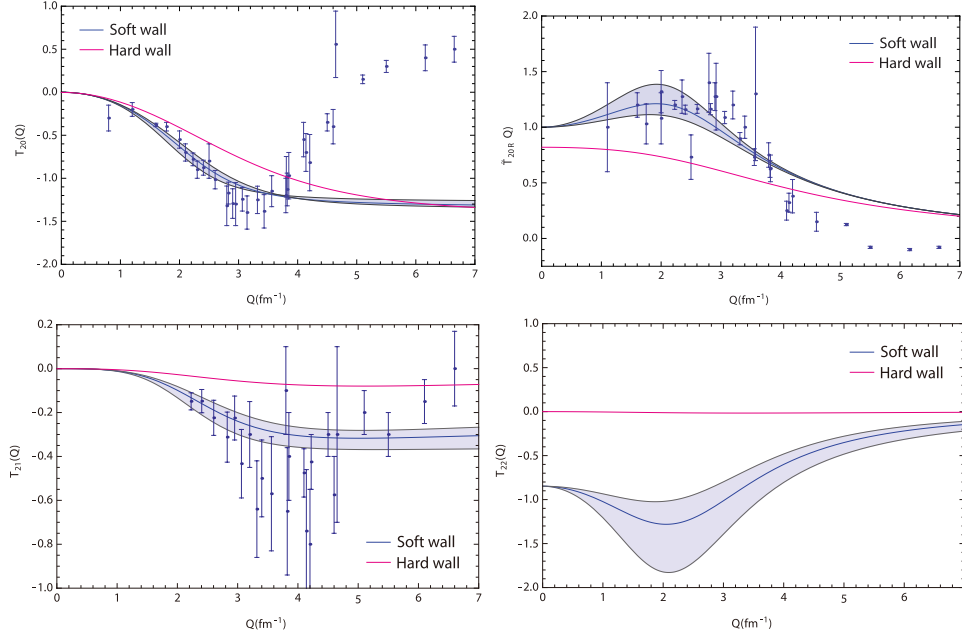 1.0
0.5
0.0
-0.5
-1.0
-1.5
-2.0
T20(Q)
Soft wall
Hard wall
0 1 2 3 4 5 6 7
Q(fm⁻¹)
2.0
1.5
1.0
0.5
0.0
T̃20 R Q)
Soft wall
Hard wall
0 1 2 3 4 5 6 7
Q(fm⁻¹)
0.2
0.0
-0.2
-0.4
-0.6
-0.8
-1.0
T21(Q)
Soft wall
Hard wall
0 1 2 3 4 5 6 7
Q(fm⁻¹)
1.0
0.5
0.0
-0.5
-1.0
-1.5
-2.0
T22(Q)
Soft wall
Hard wall
0 1 2 3 4 5 6 7
Q(fm⁻¹)